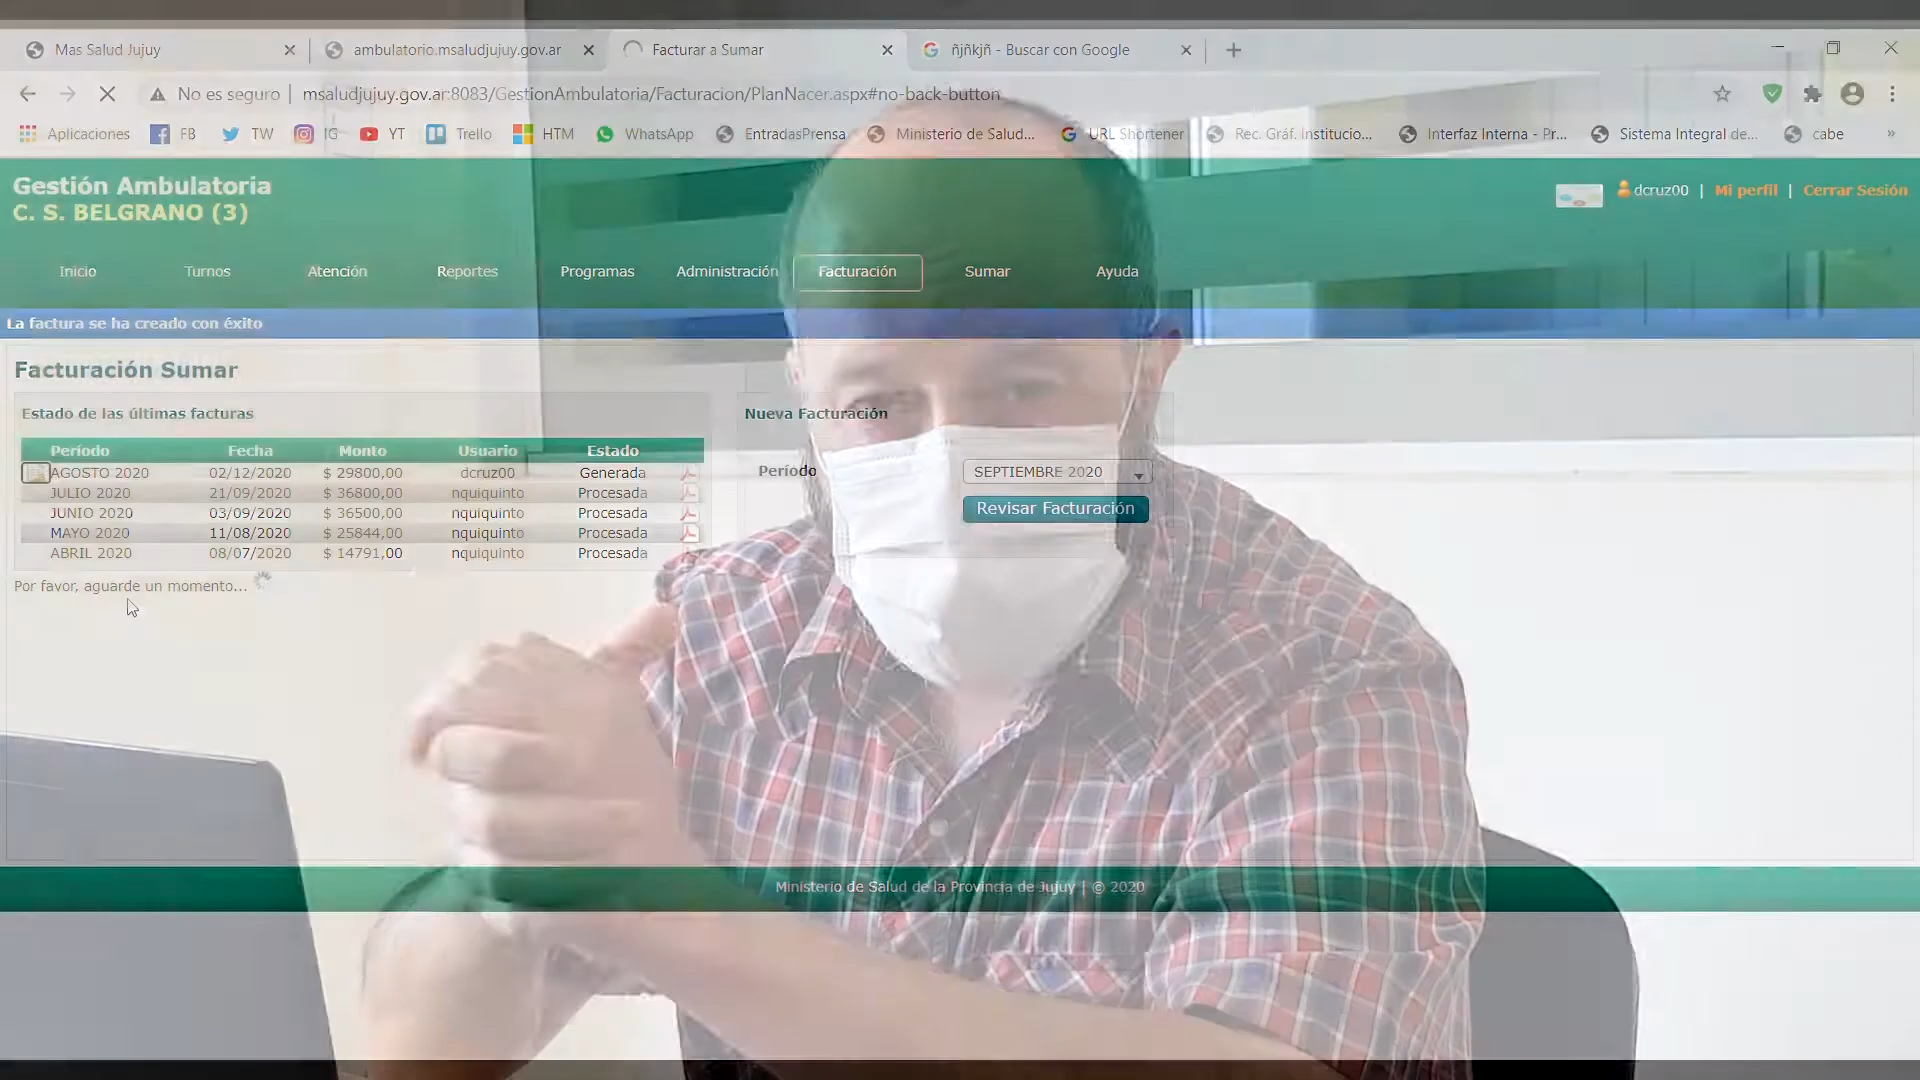 Mas Salud Jujuy
ambulatorio.msaludjujuy.gov.ar
Facturar a Sumar
ñjñkjñ - Buscar con Google
No es seguro | msaludjujuy.gov.ar:8083/GestionAmbulatoria/Facturacion/PlanNacer.aspx#no-back-button
Aplicaciones FB TW IG YT Trello HTM WhatsApp EntradasPrensa Ministerio de Salud... URL Shortener Rec. Gráf. Institucio... Interfaz Interna - Pr... Sistema Integral de... cabe »
Gestión Ambulatoria
C. S. BELGRANO (3)
dcruz00 | Mi perfil | Cerrar Sesión
Inicio Turnos Atención Reportes Programas Administración Facturación Sumar Ayuda
La factura se ha creado con éxito
Facturación Sumar
Estado de las últimas facturas
Período Fecha Monto Usuario Estado
AGOSTO 2020 02/12/2020 $ 29800,00 dcruz00 Generada
JULIO 2020 21/09/2020 $ 36800,00 nquiquinto Procesada
JUNIO 2020 03/09/2020 $ 36500,00 nquiquinto Procesada
MAYO 2020 11/08/2020 $ 25844,00 nquiquinto Procesada
ABRIL 2020 08/07/2020 $ 14791,00 nquiquinto Procesada
Por favor, aguarde un momento...
Nueva Facturación
Período SEPTIEMBRE 2020
Revisar Facturación
Ministerio de Salud de la Provincia de Jujuy | © 2020